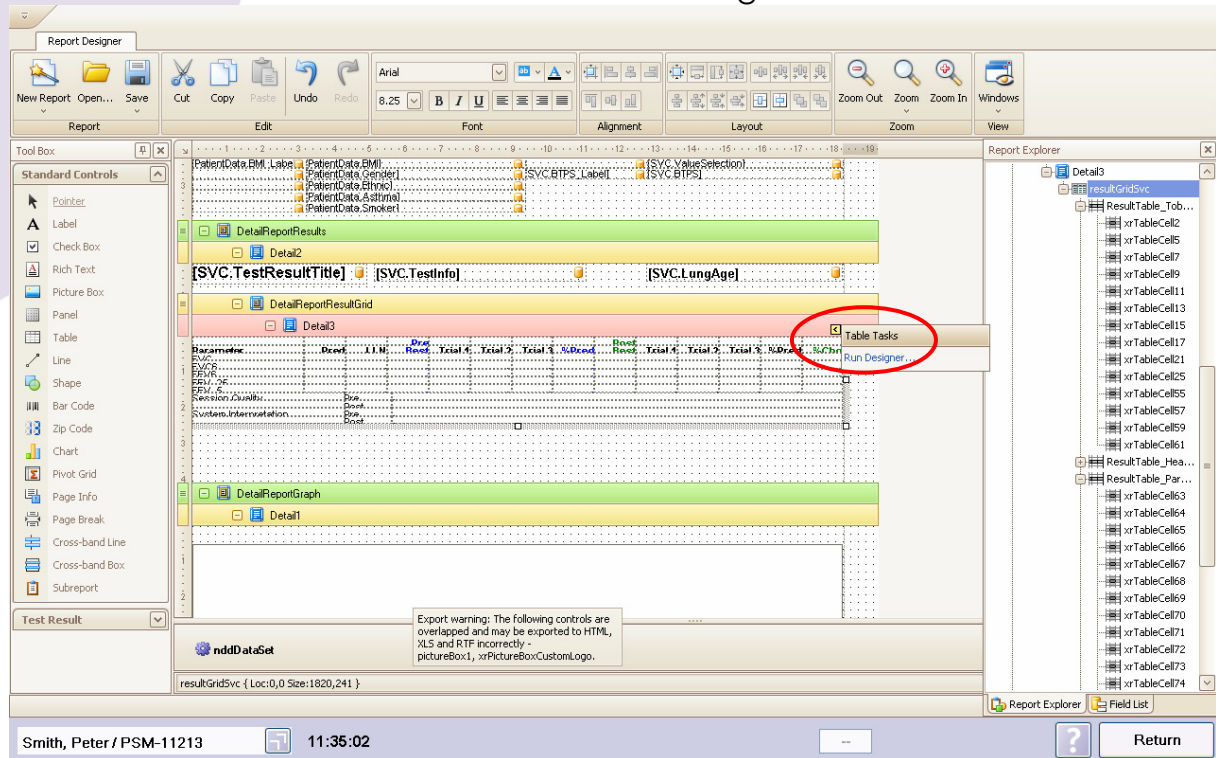 Report Designer
New Report Open... Save Cut Copy Paste Undo Redo Arial Zoom Out Zoom Zoom In Windows
8.25 B I U
Report Edit Font Alignment Layout Zoom View
Tool Box
Standard Controls
Pointer
Label
Check Box
Rich Text
Picture Box
Panel
Table
Line
Shape
Bar Code
Zip Code
Chart
Pivot Grid
Page Info
Page Break
Cross-band Line
Cross-band Box
Subreport
Test Result
[PatientData.BMI_Labe [PatientData.BMI] [SVC.ValueSelection]
[PatientData.Gender] [SVC.BTPS_Label] [SVC.BTPS]
[PatientData.Ethnic]
[PatientData.Asthma]
[PatientData.Smoker]
DetailReportResults
Detail2
[SVC.TestResultTitle] [SVC.TestInfo] [SVC.LungAge]
DetailReportResultGrid
Detail3
Table Tasks
Run Designer...
Pre Post
Parameter Pred LLN Best Trial 1 Trial 2 Trial 3 %Pred Best Trial 1 Trial 2 Trial 3 %Pred %Chg
Session Quality Pre
Post
System Interpretation Pre
Post
DetailReportGraph
Detail1
Export warning: The following controls are
overlapped and may be exported to HTML,
XLS and RTF incorrectly -
pictureBox1, xrPictureBoxCustomLogo.
nddDataSet
resultGridSvc { Loc:0,0 Size:1820,241 }
Report Explorer
Detail3
resultGridSvc
ResultTable_Tob...
xrTableCell2
xrTableCell5
xrTableCell7
xrTableCell9
xrTableCell11
xrTableCell13
xrTableCell15
xrTableCell17
xrTableCell21
xrTableCell25
xrTableCell55
xrTableCell57
xrTableCell59
xrTableCell61
ResultTable_Hea...
ResultTable_Par...
xrTableCell63
xrTableCell64
xrTableCell65
xrTableCell66
xrTableCell67
xrTableCell68
xrTableCell69
xrTableCell70
xrTableCell71
xrTableCell72
xrTableCell73
xrTableCell74
Report Explorer Field List
Smith, Peter / PSM-11213 11:35:02 -- ? Return